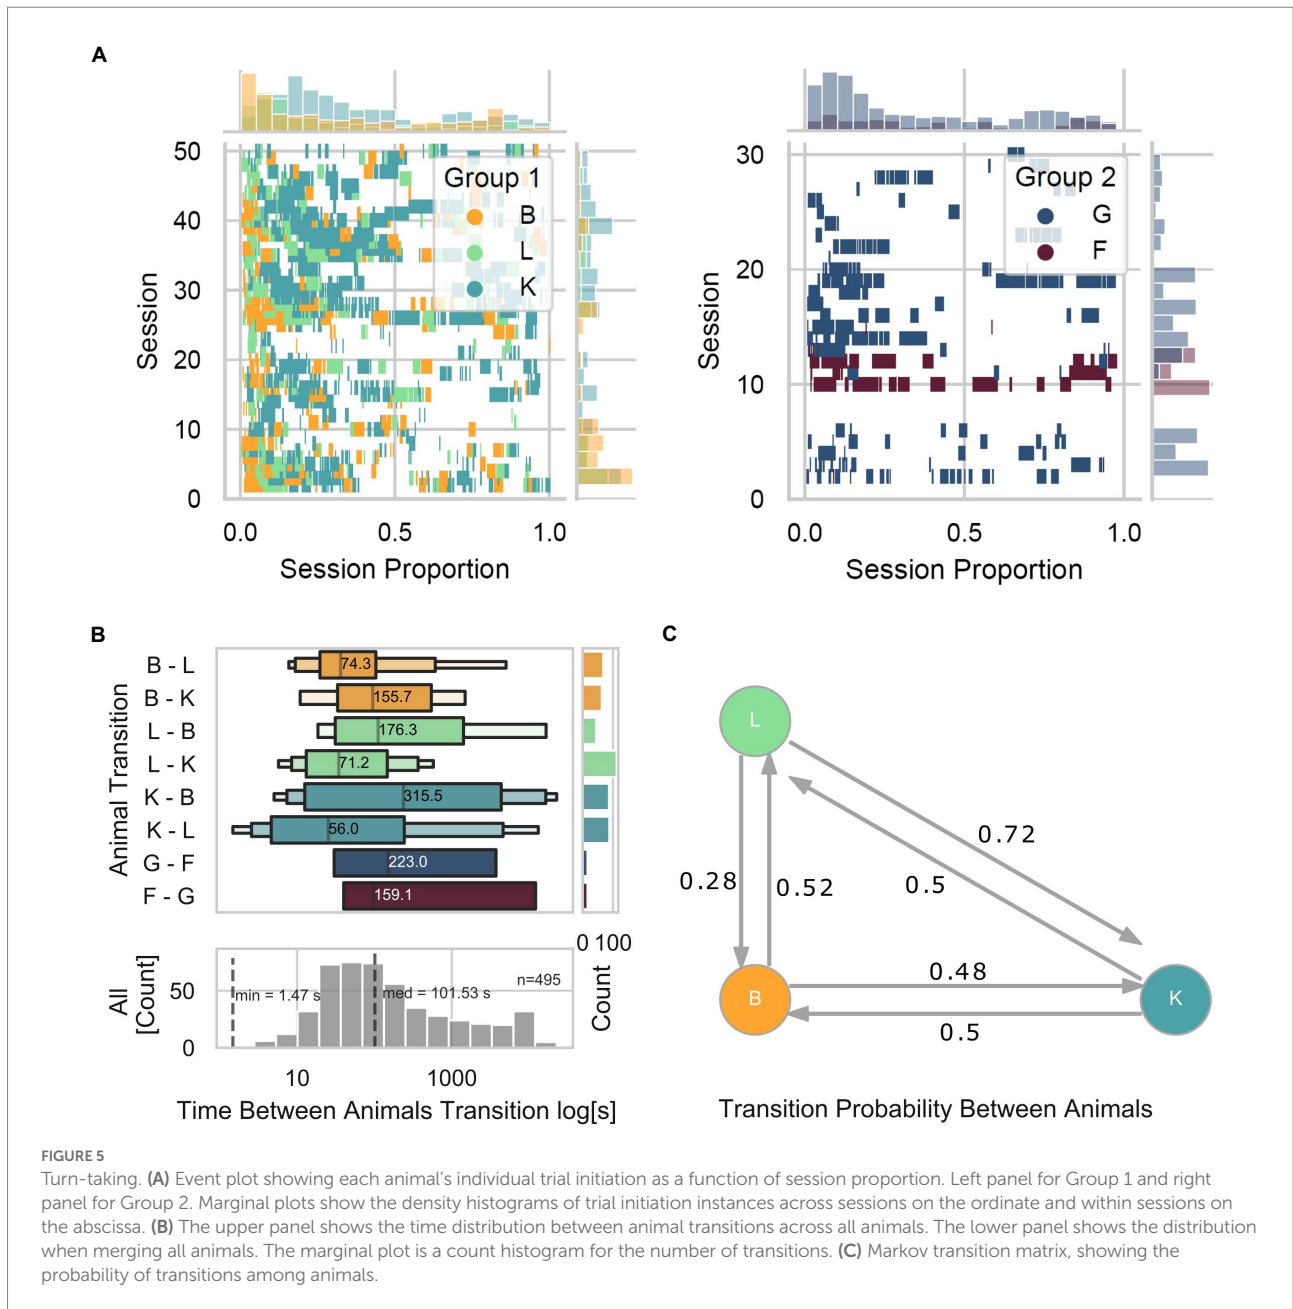 A
50
40
30
20
10
0
Session
Group 1
B
L
K
0.0 0.5 1.0
Session Proportion
30
20
10
0
Session
Group 2
G
F
0.0 0.5 1.0
Session Proportion
B
Animal Transition
B - L 74.3
B - K 155.7
L - B 176.3
L - K 71.2
K - B 315.5
K - L 56.0
G - F 223.0
F - G 159.1
0 100
Count
All
[Count]
50
0
min = 1.47 s
med = 101.53 s
n=495
10 1000
Time Between Animals Transition log[s]
C
L
0.72
0.5
0.28
0.52
0.48
B
K
0.5
Transition Probability Between Animals
FIGURE 5
Turn-taking. (A) Event plot showing each animal's individual trial initiation as a function of session proportion. Left panel for Group 1 and right
panel for Group 2. Marginal plots show the density histograms of trial initiation instances across sessions on the ordinate and within sessions on
the abscissa. (B) The upper panel shows the time distribution between animal transitions across all animals. The lower panel shows the distribution
when merging all animals. The marginal plot is a count histogram for the number of transitions. (C) Markov transition matrix, showing the
probability of transitions among animals.